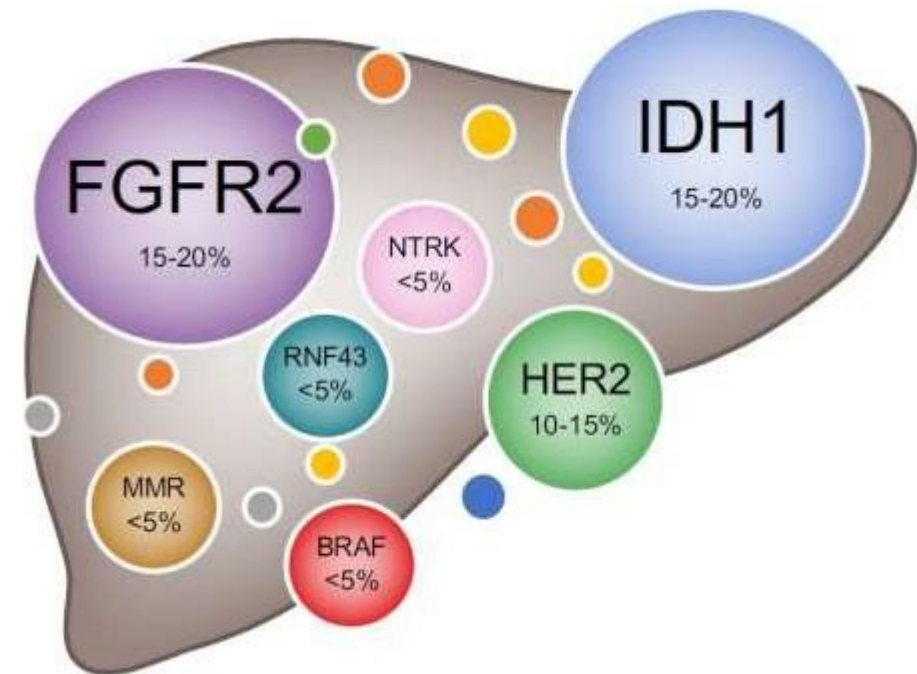 FGFR2
15-20%
IDH1
15-20%
NTRK
<5%
RNF43
<5%
HER2
10-15%
MMR
<5%
BRAF
<5%